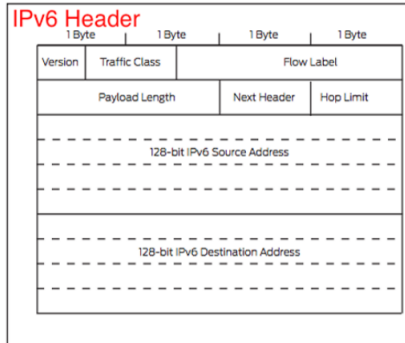 IPv6 Header
1 Byte 1 Byte 1 Byte 1 Byte
Version Traffic Class Flow Label
Payload Length Next Header Hop Limit
128-bit IPv6 Source Address
128-bit IPv6 Destination Address